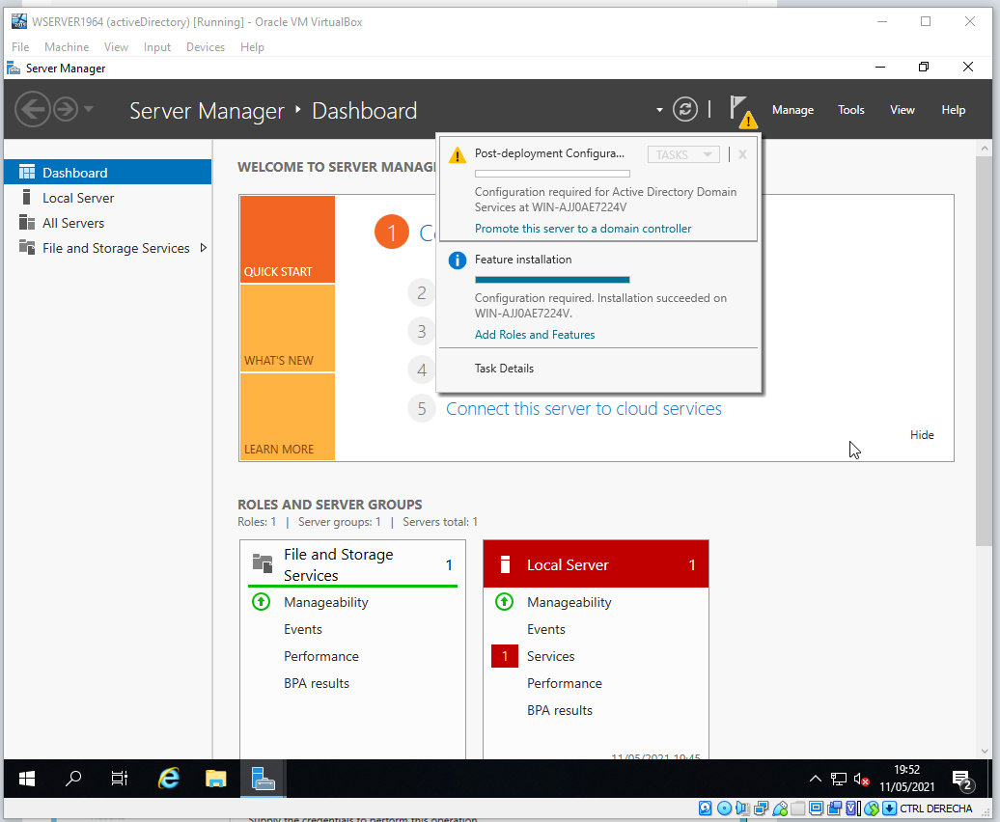 WSERVER1964 (activeDirectory) [Running] - Oracle VM VirtualBox
File Machine View Input Devices Help
Server Manager
Server Manager Dashboard
Manage Tools View Help
Dashboard
Local Server
All Servers
File and Storage Services
WELCOME TO SERVER MANAG
QUICK START
WHAT'S NEW
LEARN MORE
1
2
3
4
5 Connect this server to cloud services
Hide
Post-deployment Configura... TASKS X
Configuration required for Active Directory Domain
Services at WIN-AJJ0AE7224V
Promote this server to a domain controller
Feature installation
Configuration required. Installation succeeded on
WIN-AJJ0AE7224V.
Add Roles and Features
Task Details
ROLES AND SERVER GROUPS
Roles: 1 | Server groups: 1 | Servers total: 1
File and Storage
Services 1
Manageability
Events
Performance
BPA results
Local Server 1
Manageability
Events
1 Services
Performance
BPA results
11/05/2021 19:45
19:52
11/05/2021
2
CTRL DERECHA
Supply the credentials to perform this operation